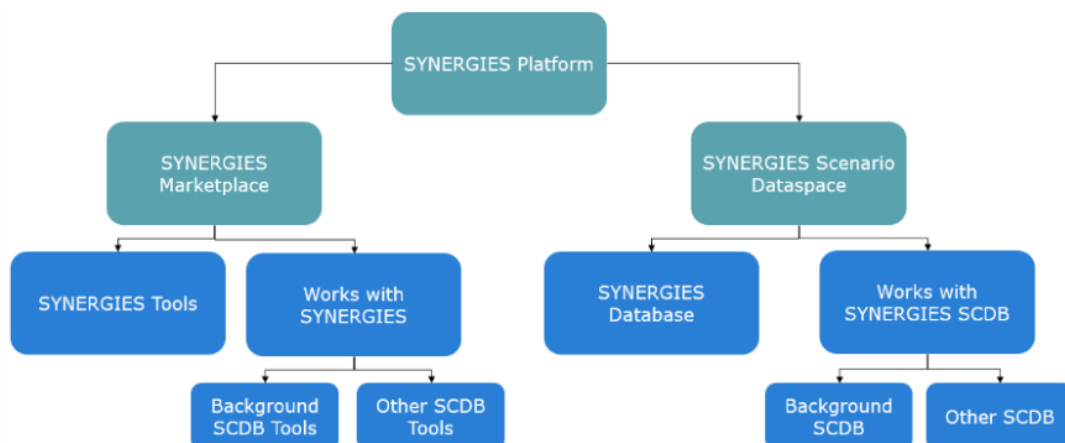 SYNERGIES Platform
SYNERGIES
Marketplace
SYNERGIES Scenario
Dataspace
SYNERGIES Tools
Works with
SYNERGIES
SYNERGIES
Database
Works with
SYNERGIES SCDB
Background
SCDB Tools
Other SCDB
Tools
Background
SCDB
Other SCDB